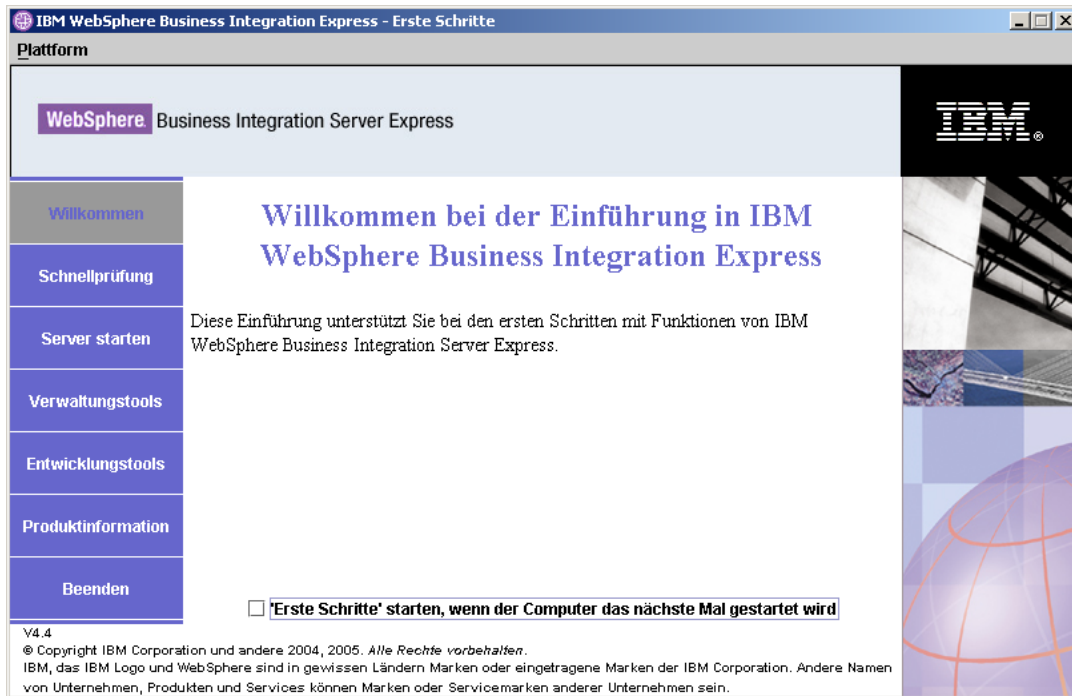 IBM WebSphere Business Integration Express - Erste Schritte
Plattform
WebSphere. Business Integration Server Express
IBM®
Willkommen
Schnellprüfung
Server starten
Verwaltungstools
Entwicklungstools
Produktinformation
Beenden
Willkommen bei der Einführung in IBM
WebSphere Business Integration Express
Diese Einführung unterstützt Sie bei den ersten Schritten mit Funktionen von IBM
WebSphere Business Integration Server Express.
'Erste Schritte' starten, wenn der Computer das nächste Mal gestartet wird
V4.4
© Copyright IBM Corporation und andere 2004, 2005. Alle Rechte vorbehalten.
IBM, das IBM Logo und WebSphere sind in gewissen Ländern Marken oder eingetragene Marken der IBM Corporation. Andere Namen
von Unternehmen, Produkten und Services können Marken oder Servicemarken anderer Unternehmen sein.